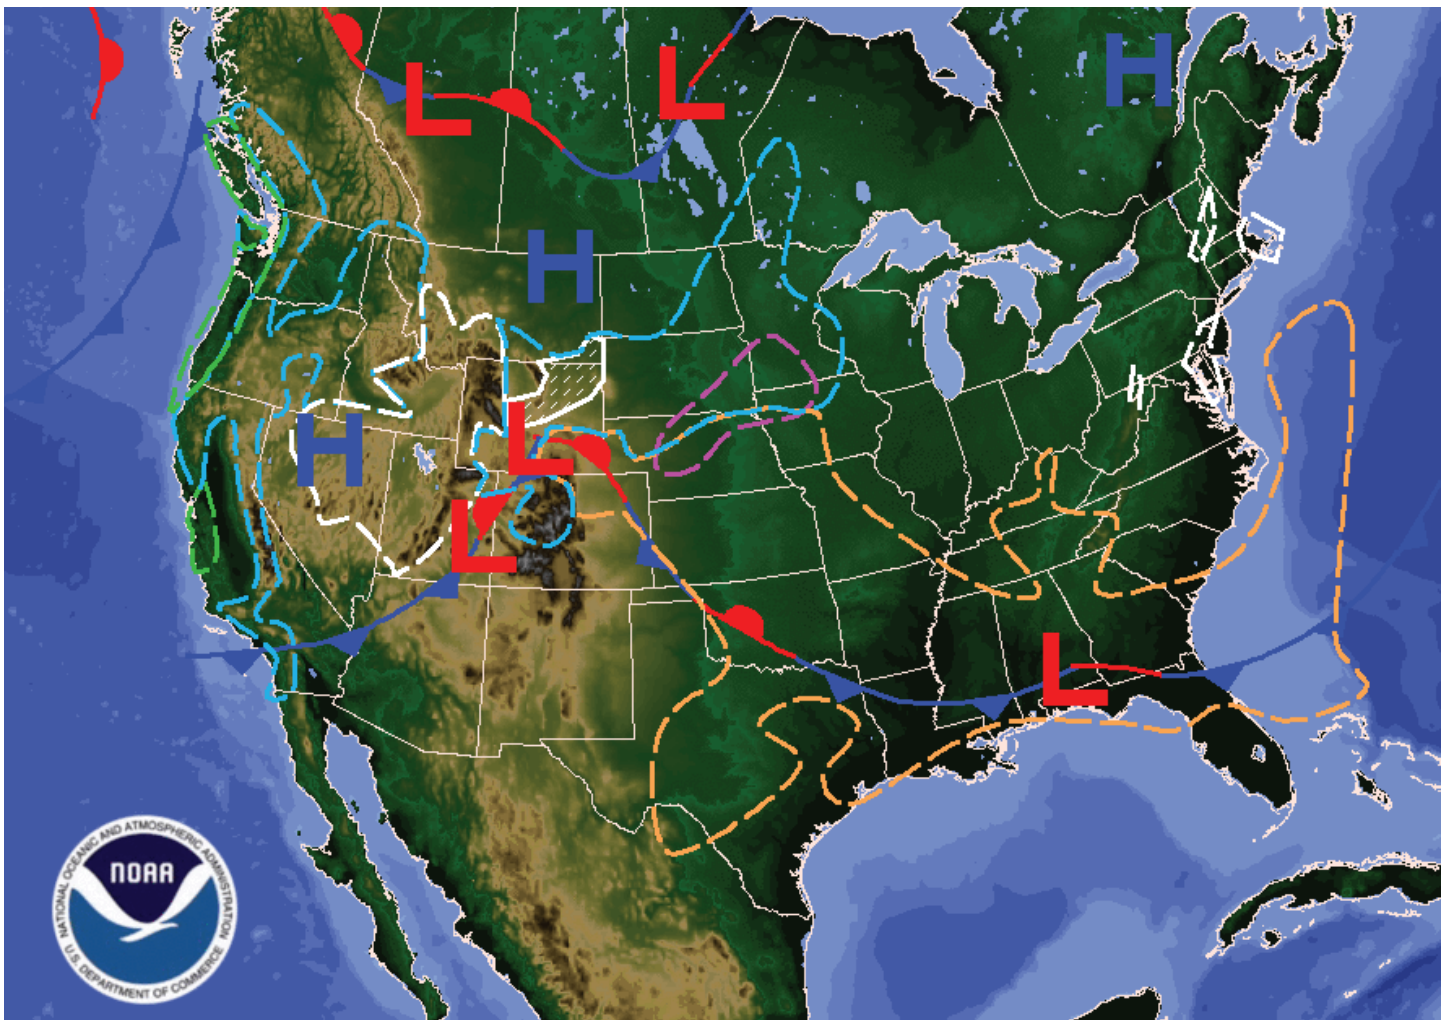 L
L
H
H
H
L
L
L
NATIONAL OCEANIC AND ATMOSPHERIC ADMINISTRATION
NOAA
U.S. DEPARTMENT OF COMMERCE